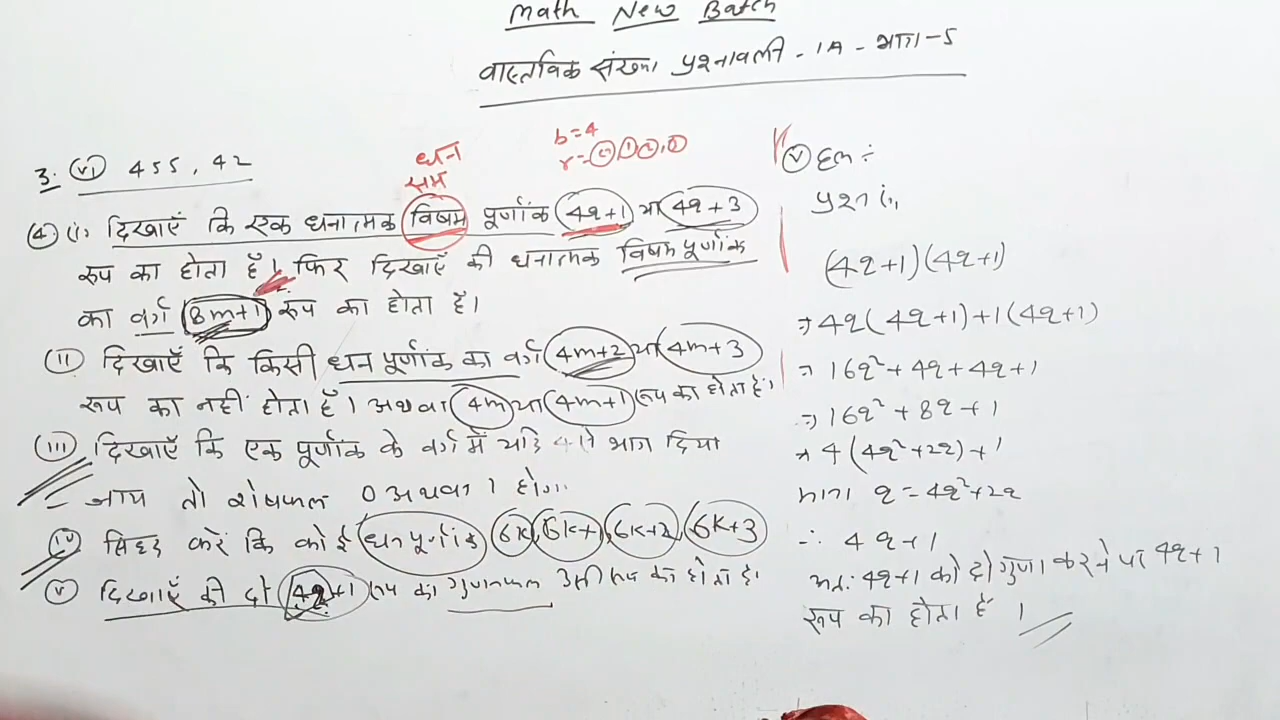 Math New Batch
वास्तविक संख्या प्रश्नावली - 1A - भाग-5
3. (vi) 455, 42
धन
सम
b=4
r=0,1,2,3
(4) (i) दिखाएँ कि एक धनात्मक विषम पूर्णांक 4q+1 या 4q+3
रूप का होता है। फिर दिखाएँ की धनात्मक विषम पूर्णांक
का वर्ग 8m+1 रूप का होता है।
(ii) दिखाएँ कि किसी धन पूर्णांक का वर्ग 4m+2 या 4m+3
रूप का नहीं होता है। अथवा 4m या 4m+1 रूप का होता है।
(iii) दिखाएँ कि एक पूर्णांक के वर्ग में यदि 4 से भाग दिया
जाय तो शेषफल 0 अथवा 1 होगा
(iv) सिद्ध करें कि कोई धन पूर्णांक 6k, 6k+1, 6k+2, 6k+3
(v) दिखाएँ की दो 4q+1 रूप का गुणनफल उसी रूप का होता है।
(v) हल ÷
प्रश्न से,
(4q+1)(4q+1)
⇒ 4q(4q+1)+1(4q+1)
⇒ 16q²+4q+4q+1
⇒ 16q²+8q+1
⇒ 4(4q²+2q)+1
माना q = 4q²+2q
∴ 4q+1
अतः 4q+1 को दो गुणा करने पर 4q+1
रूप का होता है ।